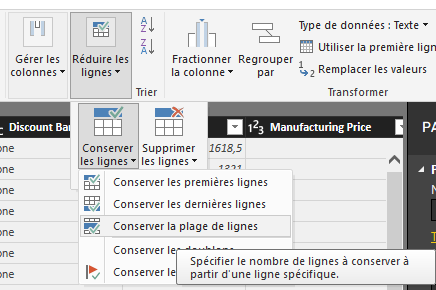 Gérer les
colonnes
Réduire les
lignes
Trier
Fractionner
la colonne
Regrouper
par
Type de données : Texte
Utiliser la première lign
Remplacer les valeurs
Transformer
Discount Ban
Conserver
les lignes
Supprimer
les lignes
1618,5
1321
1²3 Manufacturing Price
PA
one
one
one
one
one
one
Conserver les premières lignes
Conserver les dernières lignes
Conserver la plage de lignes
Conserver les doublons
Conserver le
Spécifier le nombre de lignes à conserver à
partir d'une ligne spécifique.